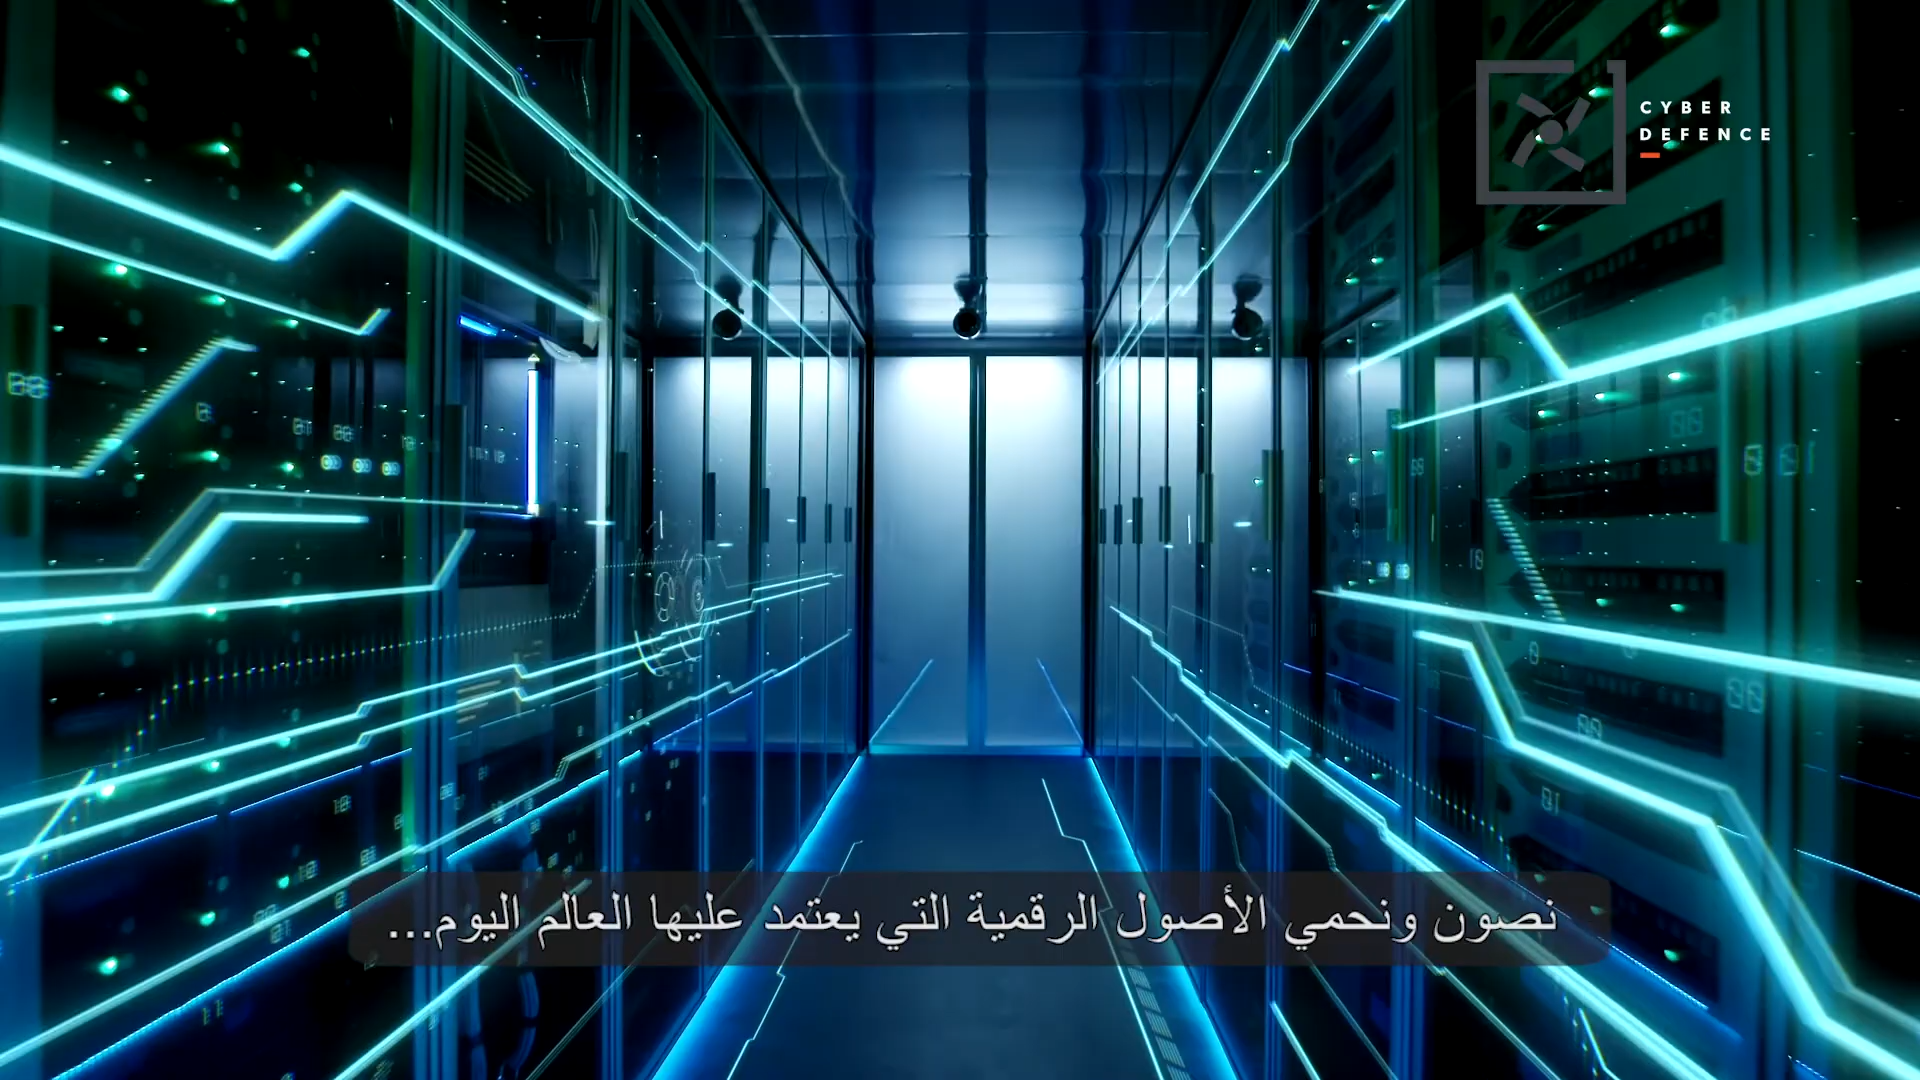 CYBER
DEFENCE
نصون ونحمي الأصول الرقمية التي يعتمد عليها العالم اليوم...